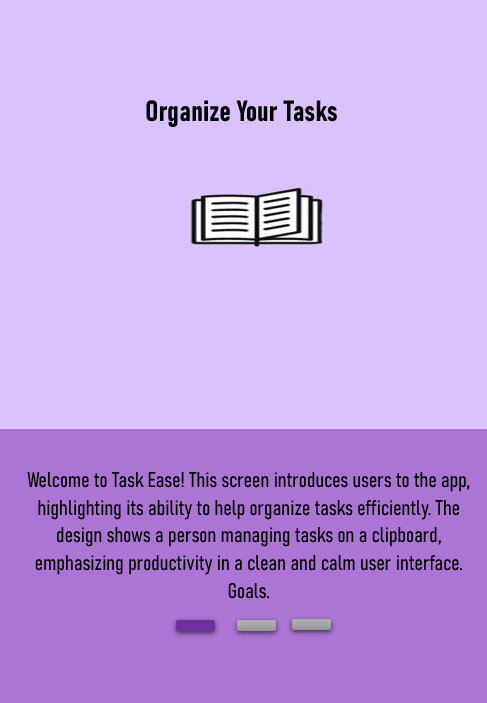 Organize Your Tasks
Welcome to Task Ease! This screen introduces users to the app,
highlighting its ability to help organize tasks efficiently. The
design shows a person managing tasks on a clipboard,
emphasizing productivity in a clean and calm user interface.
Goals.